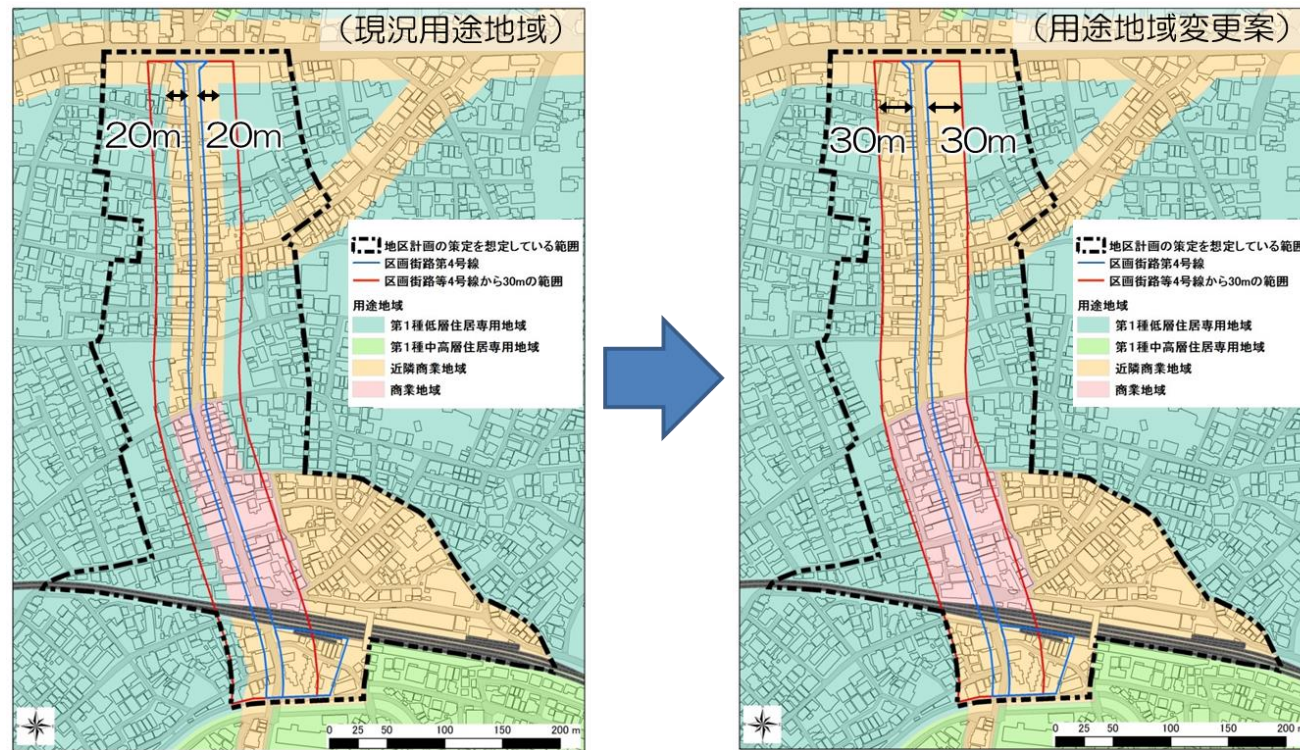 (現況用途地域)
20m 20m
地区計画の策定を想定している範囲
区画街路第4号線
区画街路等4号線から30mの範囲
用途地域
第1種低層住居専用地域
第1種中高層住居専用地域
近隣商業地域
商業地域
0 25 50 100 150 200 m
(用途地域変更案)
30m 30m
地区計画の策定を想定している範囲
区画街路第4号線
区画街路等4号線から30mの範囲
用途地域
第1種低層住居専用地域
第1種中高層住居専用地域
近隣商業地域
商業地域
0 25 50 100 150 200 m